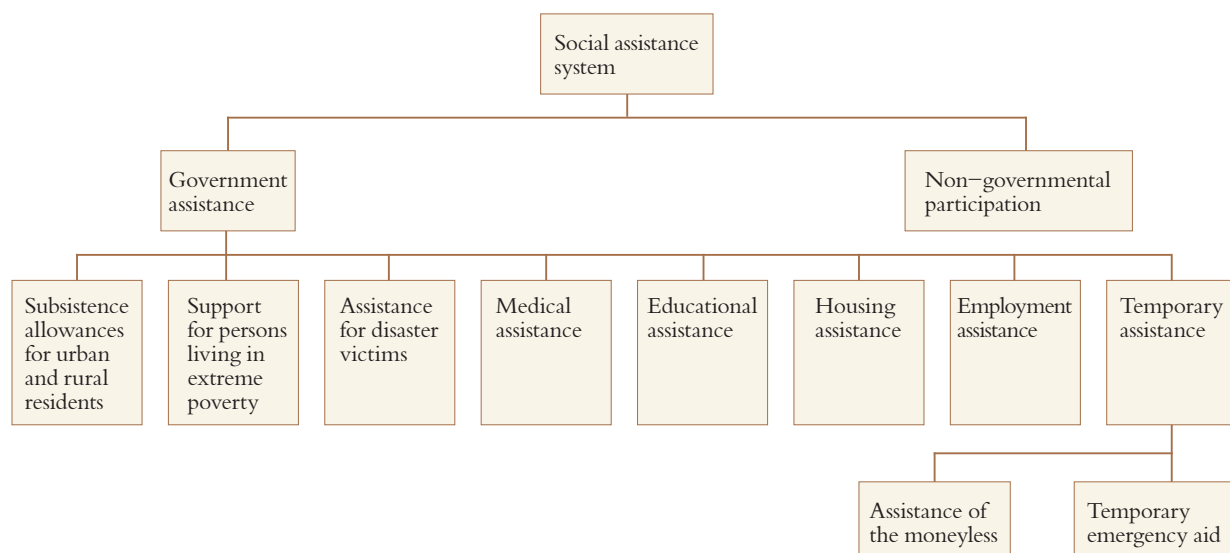 Social assistance
system
Government
assistance
Non-governmental
participation
Subsistence
allowances
for urban
and rural
residents
Support
for persons
living in
extreme
poverty
Assistance
for disaster
victims
Medical
assistance
Educational
assistance
Housing
assistance
Employment
assistance
Temporary
assistance
Assistance of
the moneyless
Temporary
emergency aid